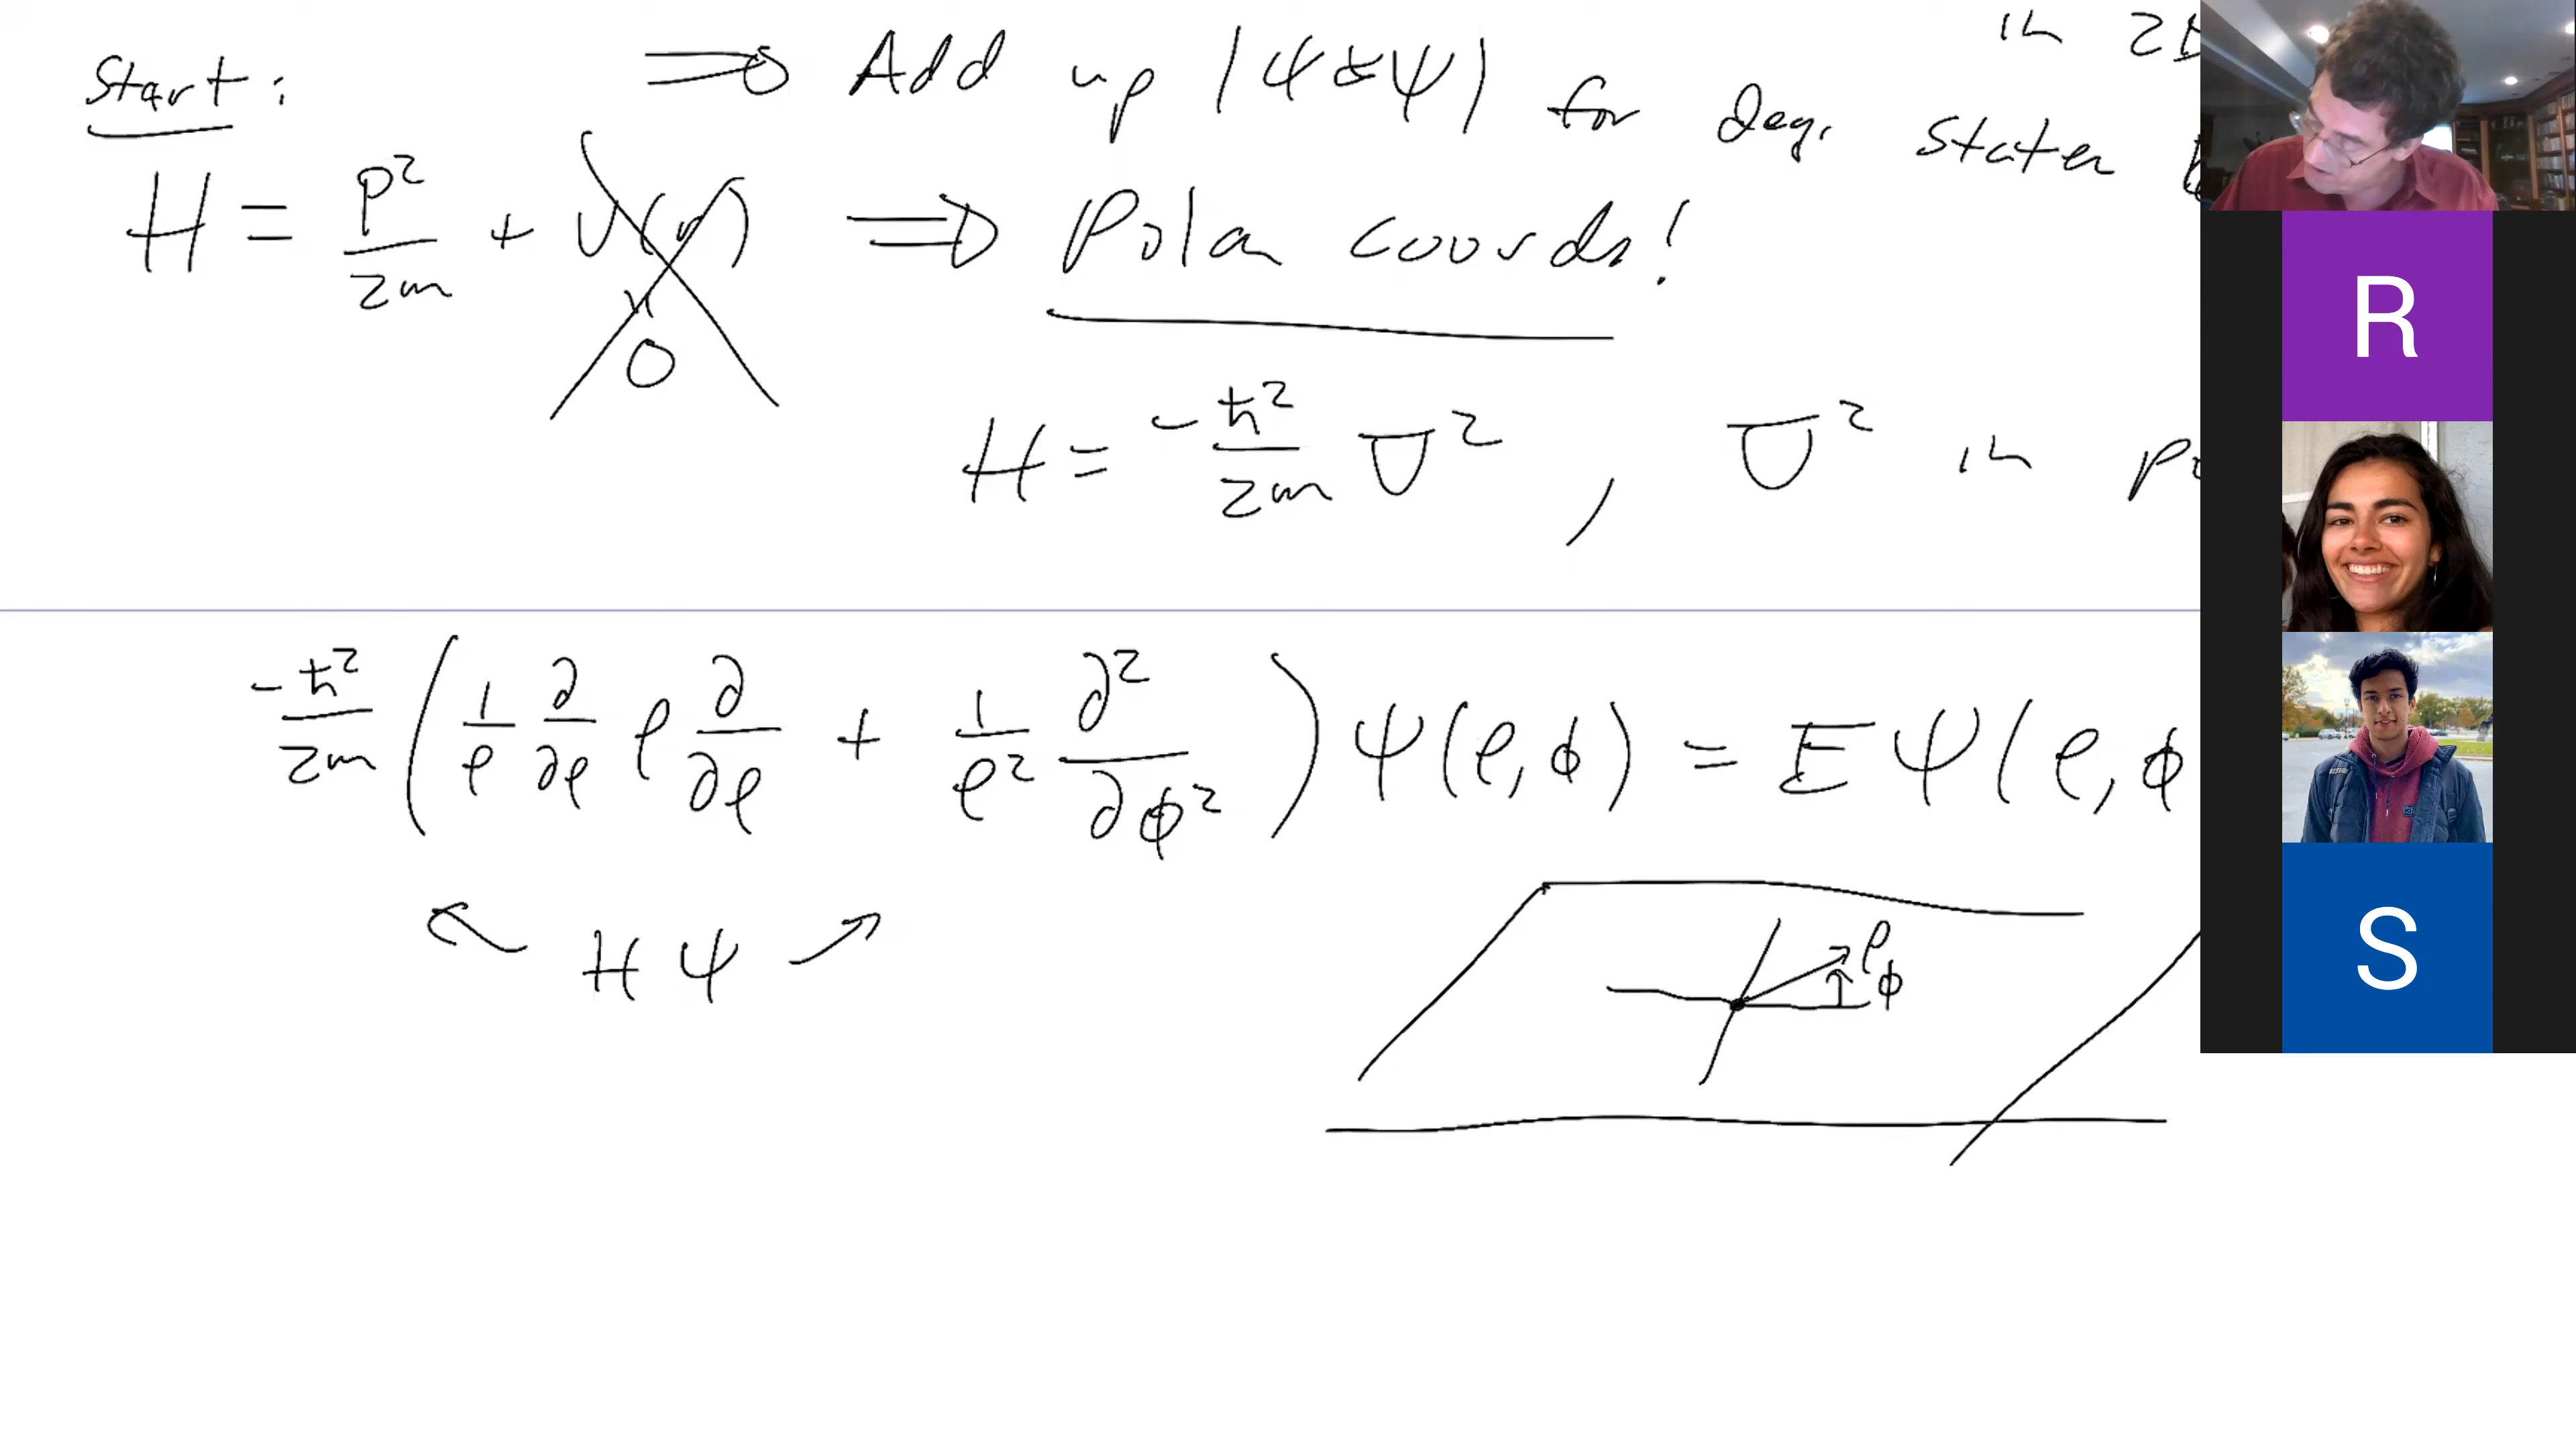 Start: ⇒ Add up |ψ*ψ| for deg. states in 2D
H = p²/2m + V(r) = 0 ⇒ Polar coords!
H = -ħ²/2m ∇², ∇² in po
-ħ²/2m (1/ρ ∂/∂ρ ρ ∂/∂ρ + 1/ρ² ∂²/∂φ²) ψ(ρ,φ) = E ψ(ρ,φ
Hψ
ρ
φ
R
S